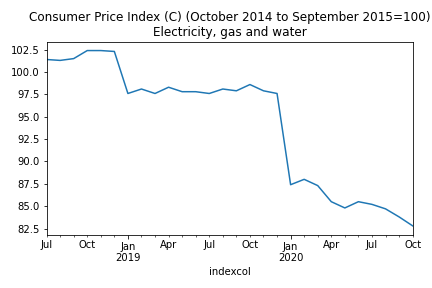 Consumer Price Index (C) (October 2014 to September 2015=100)
Electricity, gas and water
102.5
100.0
97.5
95.0
92.5
90.0
87.5
85.0
82.5
Jul Oct Jan Apr Jul Oct Jan Apr Jul Oct
2019 2020
indexcol